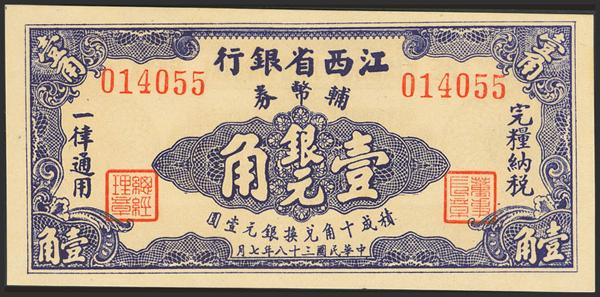 壹角
壹角
江西省銀行
014055
014055
輔幣券
完糧納稅
一律通用
壹
銀元
角
董事長章
總經理章
積成十角兌換銀元壹圓
中華民國三十八年七月
壹角
壹角